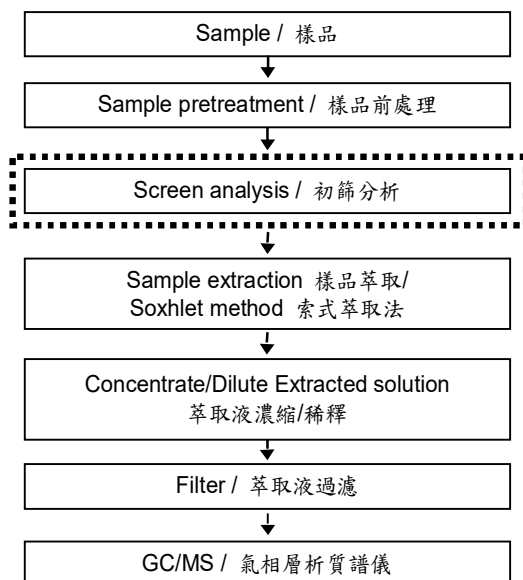 Sample / 樣品
Sample pretreatment / 樣品前處理
Screen analysis / 初篩分析
Sample extraction 樣品萃取/
Soxhlet method 索式萃取法
Concentrate/Dilute Extracted solution
萃取液濃縮/稀釋
Filter / 萃取液過濾
GC/MS / 氣相層析質譜儀